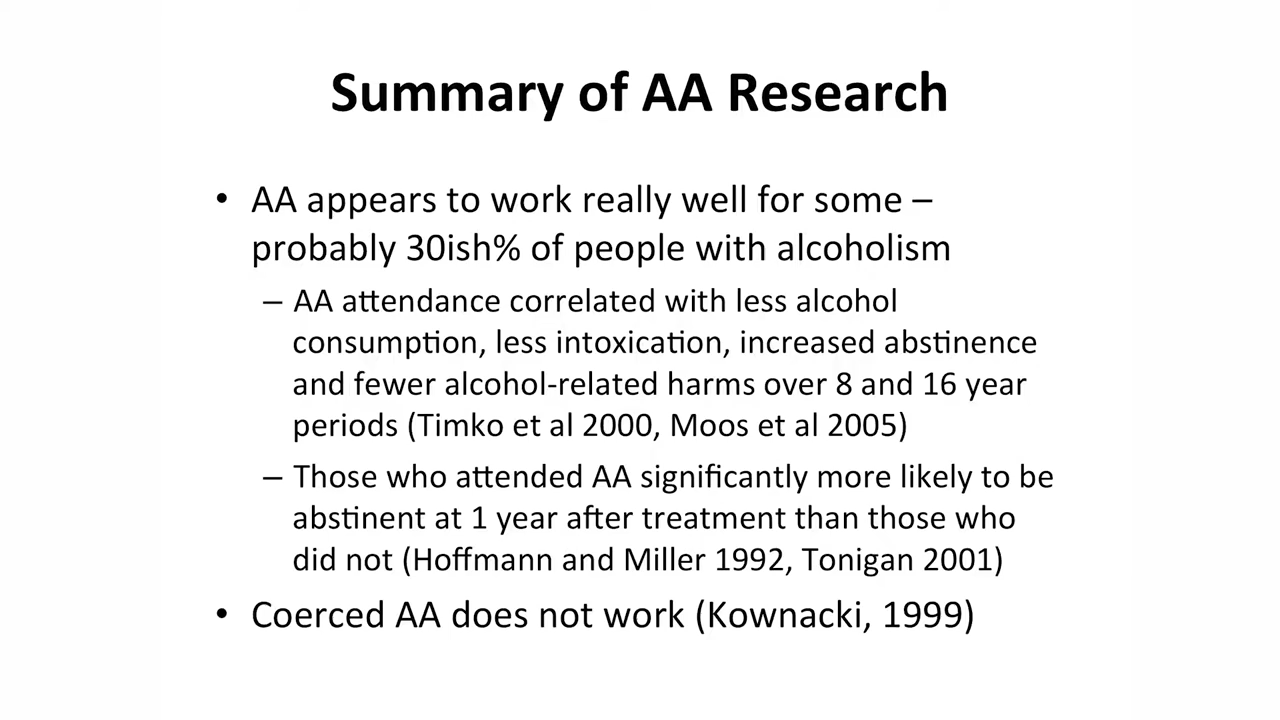 Summary of AA Research
• AA appears to work really well for some –
probably 30ish% of people with alcoholism
– AA attendance correlated with less alcohol
consumption, less intoxication, increased abstinence
and fewer alcohol-related harms over 8 and 16 year
periods (Timko et al 2000, Moos et al 2005)
– Those who attended AA significantly more likely to be
abstinent at 1 year after treatment than those who
did not (Hoffmann and Miller 1992, Tonigan 2001)
• Coerced AA does not work (Kownacki, 1999)